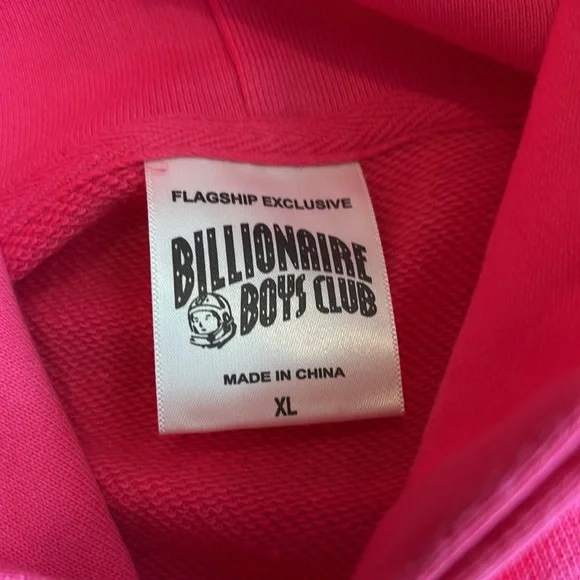 FLAGSHIP EXCLUSIVE
BILLIONAIRE
BOYS CLUB
MADE IN CHINA
XL